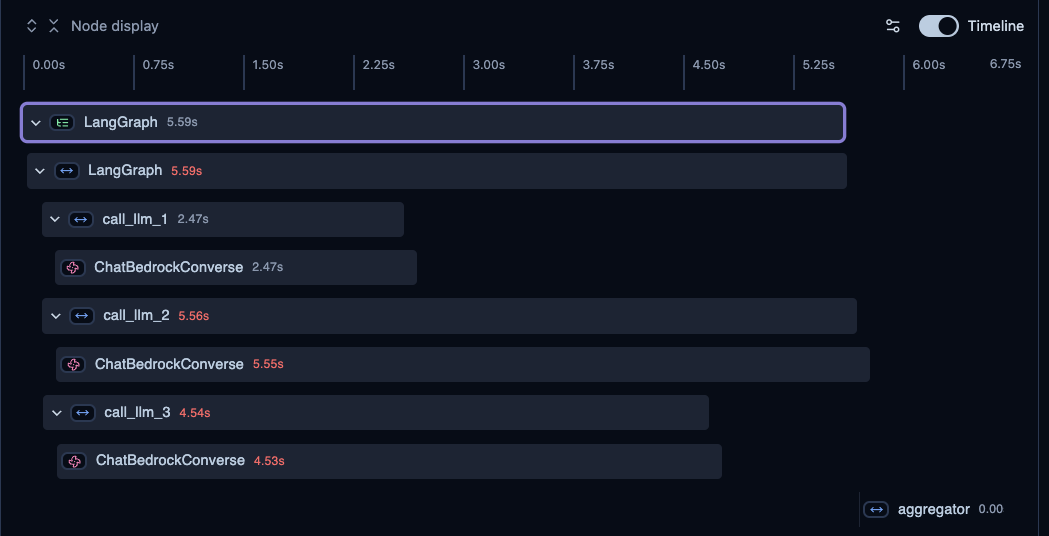 Node display Timeline
0.00s 0.75s 1.50s 2.25s 3.00s 3.75s 4.50s 5.25s 6.00s 6.75s
LangGraph 5.59s
LangGraph 5.59s
call_llm_1 2.47s
ChatBedrockConverse 2.47s
call_llm_2 5.56s
ChatBedrockConverse 5.55s
call_llm_3 4.54s
ChatBedrockConverse 4.53s
aggregator 0.00